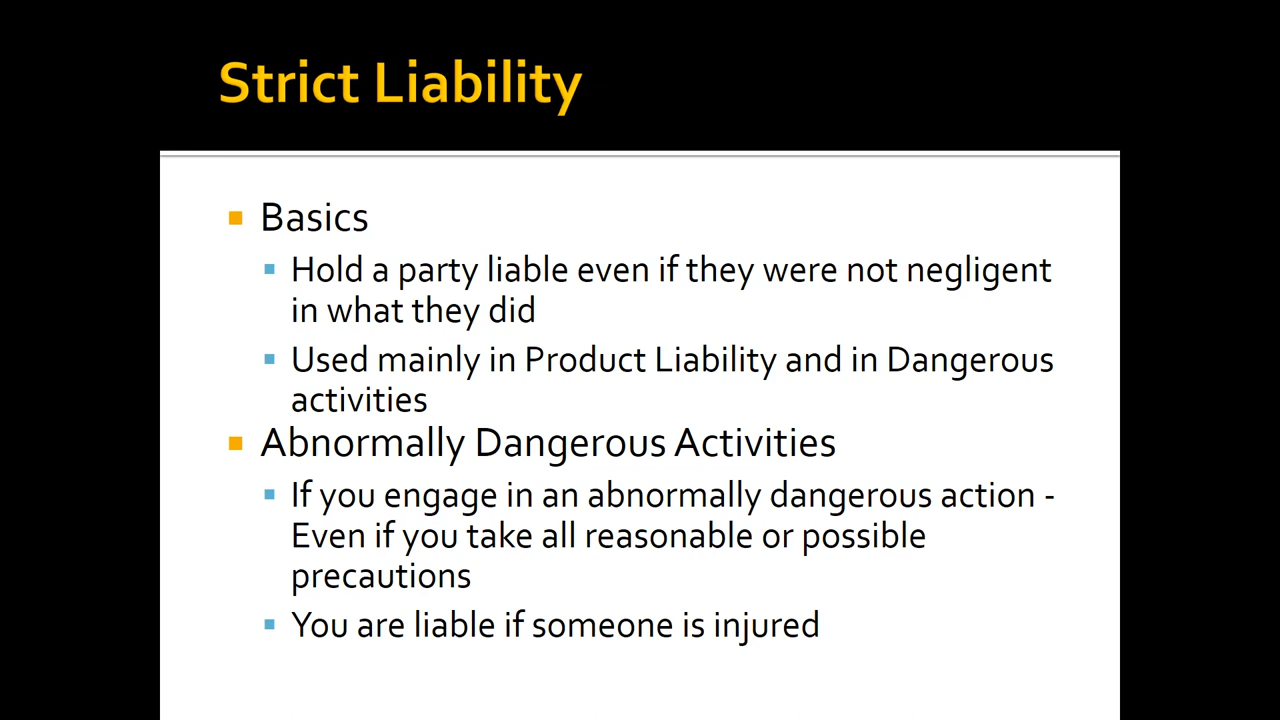 Strict Liability
Basics
Hold a party liable even if they were not negligent
in what they did
Used mainly in Product Liability and in Dangerous
activities
Abnormally Dangerous Activities
If you engage in an abnormally dangerous action -
Even if you take all reasonable or possible
precautions
You are liable if someone is injured